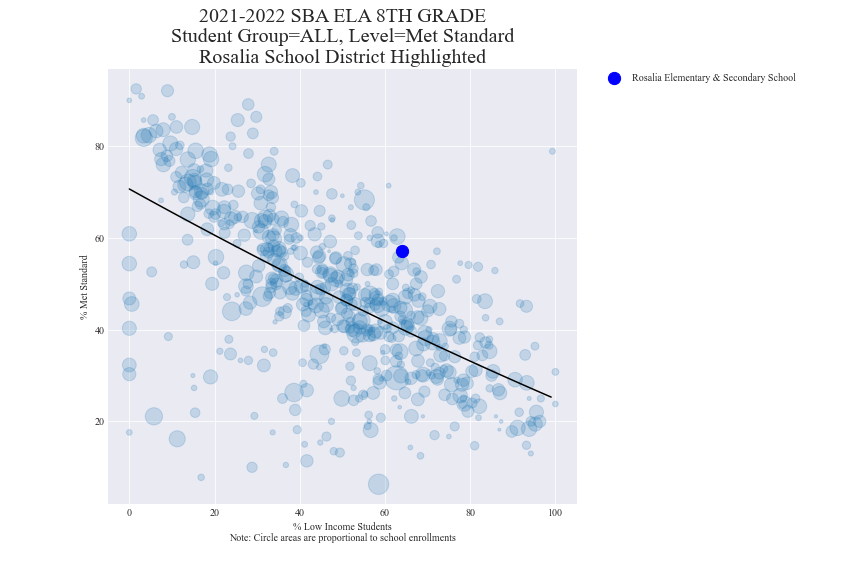 2021-2022 SBA ELA 8TH GRADE
Student Group=ALL, Level=Met Standard
Rosalia School District Highlighted
Rosalia Elementary & Secondary School
80
60
40
20
% Met Standard
0 20 40 60 80 100
% Low Income Students
Note: Circle areas are proportional to school enrollments